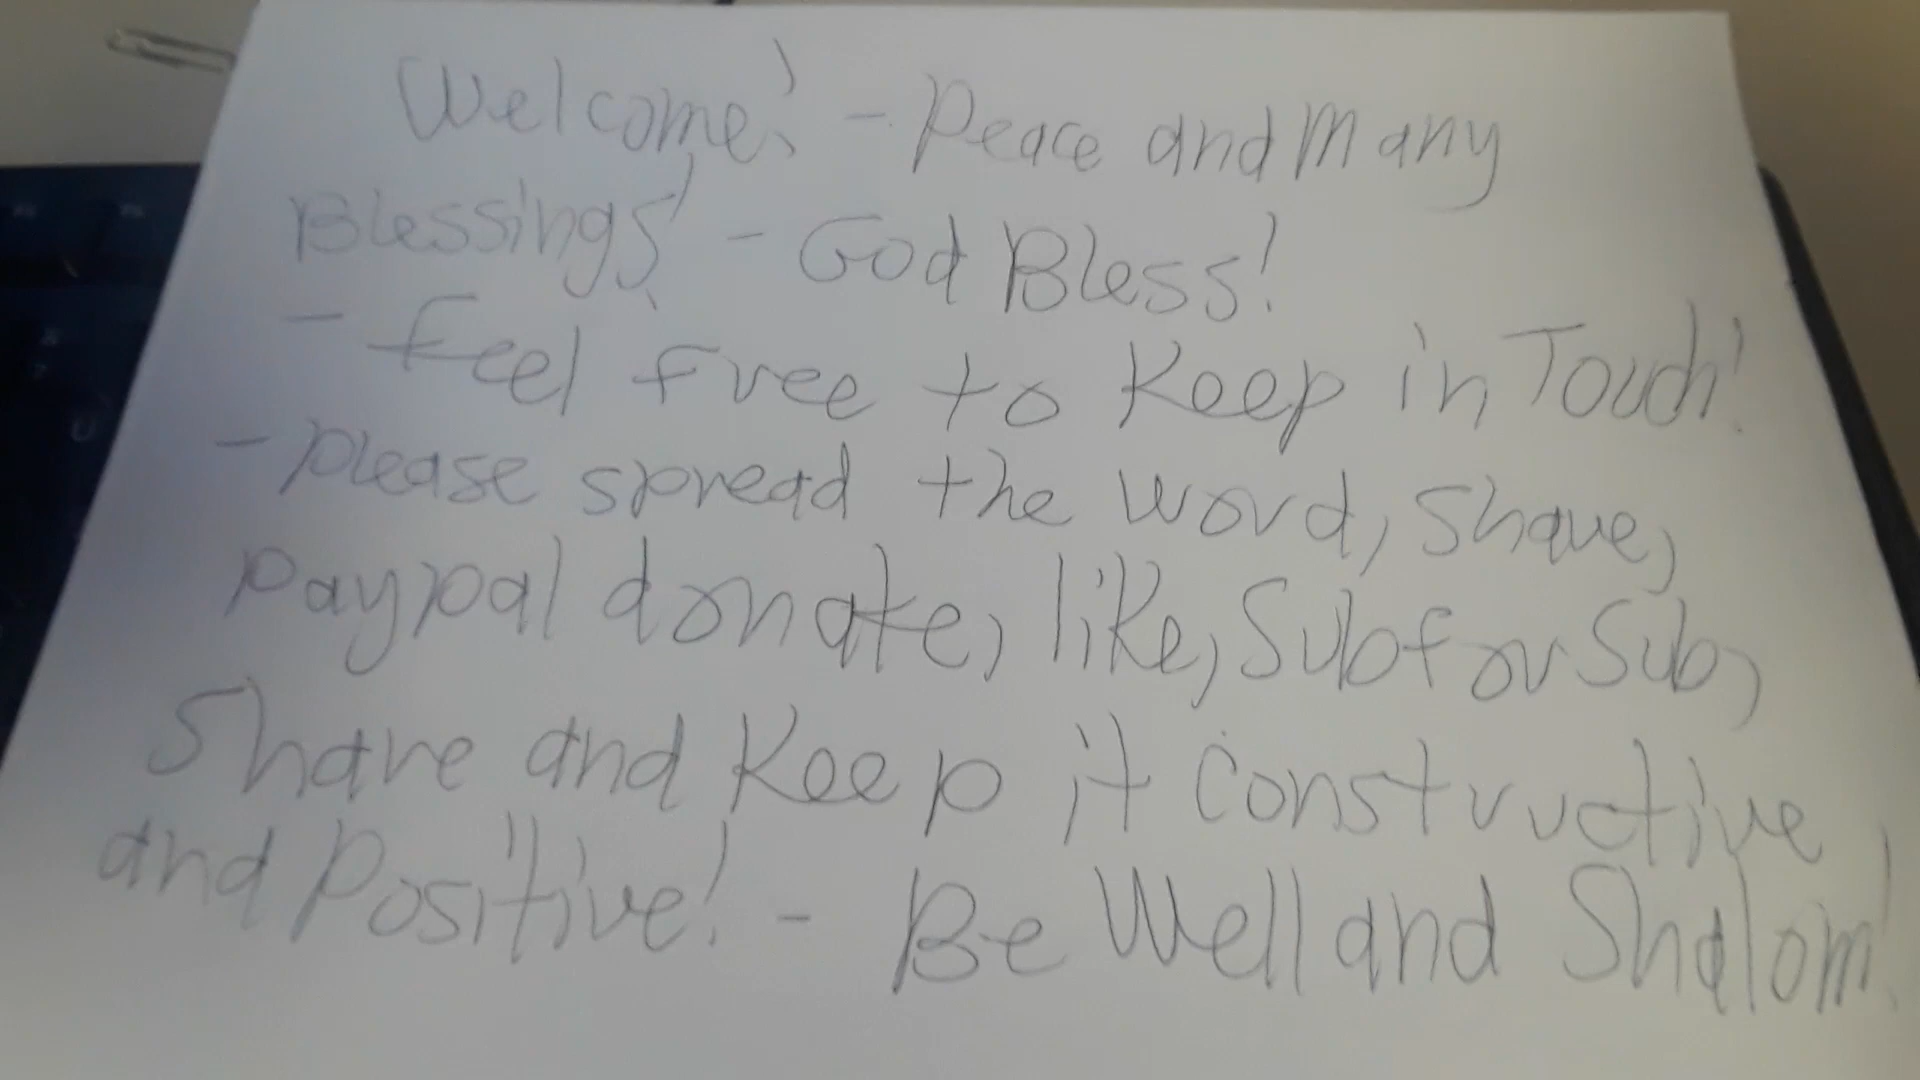 Welcome! - Peace and Many
Blessings! - God Bless!
- Feel free to Keep in Touch!
- please spread the word, Share,
paypal donate, like, Sub for Sub,
Share and Keep it Constructive
and Positive! - Be Well and Shalom!